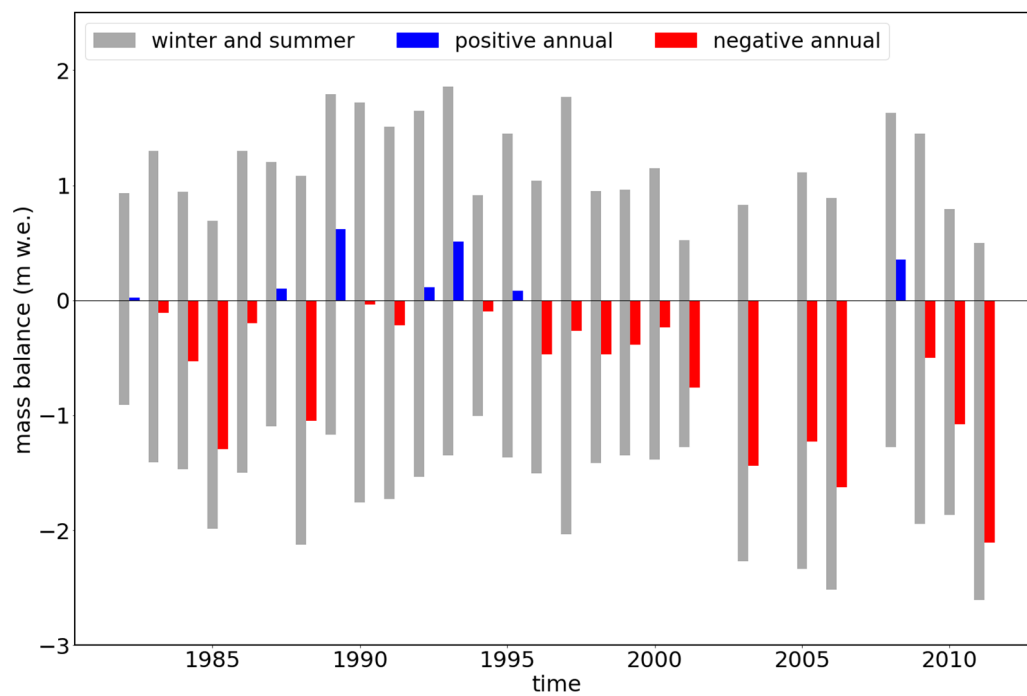 winter and summer positive annual negative annual
mass balance (m w.e.)
2
1
0
−1
−2
−3
1985 1990 1995 2000 2005 2010
time